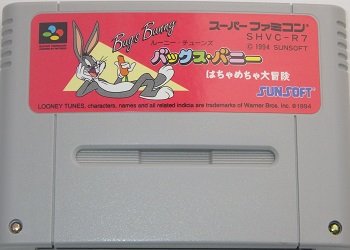 Bugs Bunny
ルーニー・チューンズ
バックス・バニー
はちゃめちゃ大冒険
スーパーファミコン
SHVC-R7
© 1994 SUNSOFT
SUNSOFT
LOONEY TUNES, characters, names and all related indicia are trademarks of Warner Bros. Inc. ©1994